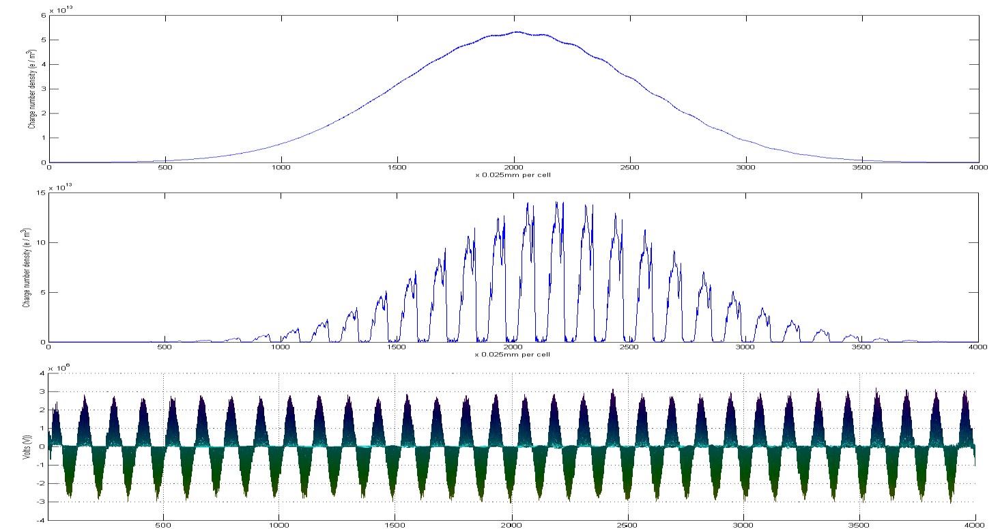 x 10^13
6
5
4
3
2
1
0
Charge number density (e / m^3)
0 500 1000 1500 2000 2500 3000 3500 4000
x 0.025mm per cell
x 10^13
15
10
5
0
Charge number density (e / m^3)
0 500 1000 1500 2000 2500 3000 3500 4000
x 0.025mm per cell
x 10^6
4
3
2
1
0
-1
-2
-3
-4
Volts (V))
500 1000 1500 2000 2500 3000 3500 4000